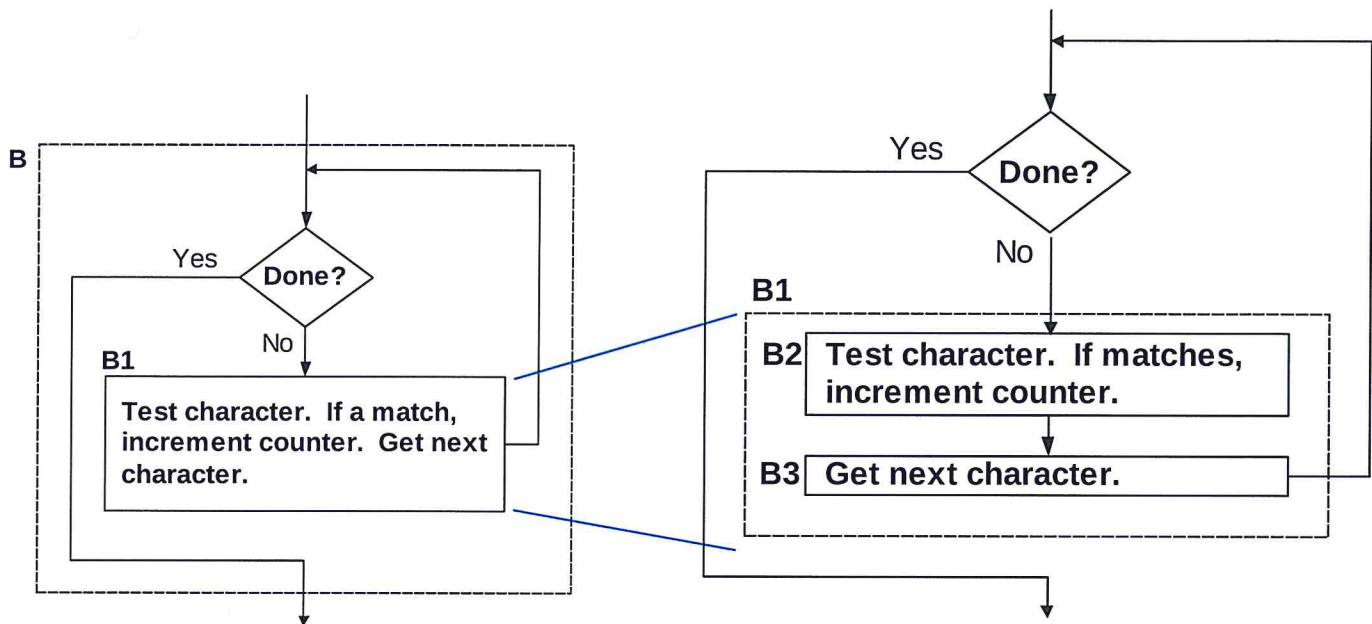 B
Yes
Done?
No
B1
Test character. If a match,
increment counter. Get next
character.
Yes
Done?
No
B1
B2
Test character. If matches,
increment counter.
B3
Get next character.